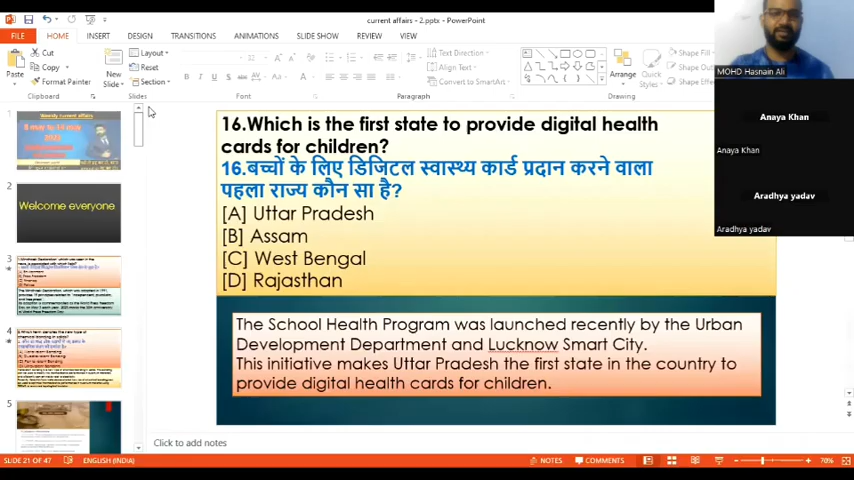 current affairs - 2.pptx - PowerPoint
FILE HOME INSERT DESIGN TRANSITIONS ANIMATIONS SLIDE SHOW REVIEW VIEW
Cut
Copy
Format Painter
Paste
Clipboard
New
Slide
Layout
Reset
Section
Slides
Font
Text Direction
Align Text
Convert to SmartArt
Paragraph
Arrange
Quick
Styles
Shape Fill
Drawing
MOHD Hasnain Ali
Anaya Khan
Anaya Khan
Aradhya yadav
Aradhya yadav
1
2
Welcome everyone
3
4
5
16.Which is the first state to provide digital health
cards for children?
16.बच्चों के लिए डिजिटल स्वास्थ्य कार्ड प्रदान करने वाला
पहला राज्य कौन सा है?
[A] Uttar Pradesh
[B] Assam
[C] West Bengal
[D] Rajasthan
The School Health Program was launched recently by the Urban
Development Department and Lucknow Smart City.
This initiative makes Uttar Pradesh the first state in the country to
provide digital health cards for children.
Click to add notes
SLIDE 21 OF 47 ENGLISH (INDIA) NOTES COMMENTS 70%